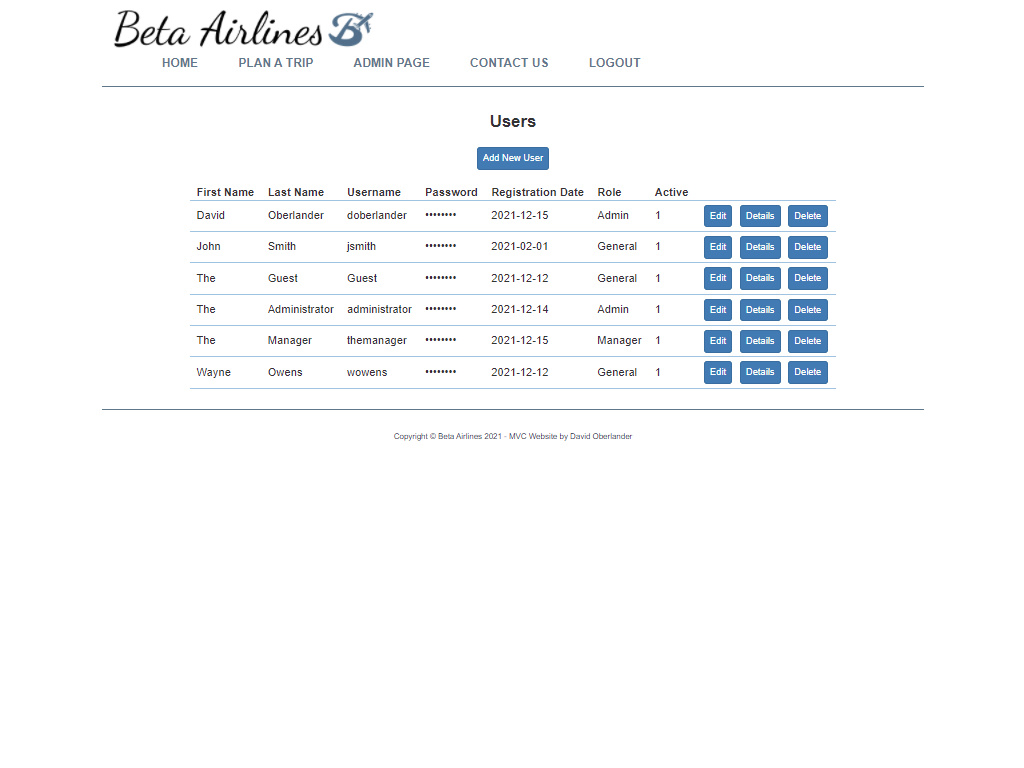 Beta Airlines B
HOME PLAN A TRIP ADMIN PAGE CONTACT US LOGOUT
Users
Add New User
First Name Last Name Username Password Registration Date Role Active
David Oberlander doberlander •••••••• 2021-12-15 Admin 1 Edit Details Delete
John Smith jsmith •••••••• 2021-02-01 General 1 Edit Details Delete
The Guest Guest •••••••• 2021-12-12 General 1 Edit Details Delete
The Administrator administrator •••••••• 2021-12-14 Admin 1 Edit Details Delete
The Manager themanager •••••••• 2021-12-15 Manager 1 Edit Details Delete
Wayne Owens wowens •••••••• 2021-12-12 General 1 Edit Details Delete
Copyright © Beta Airlines 2021 - MVC Website by David Oberlander